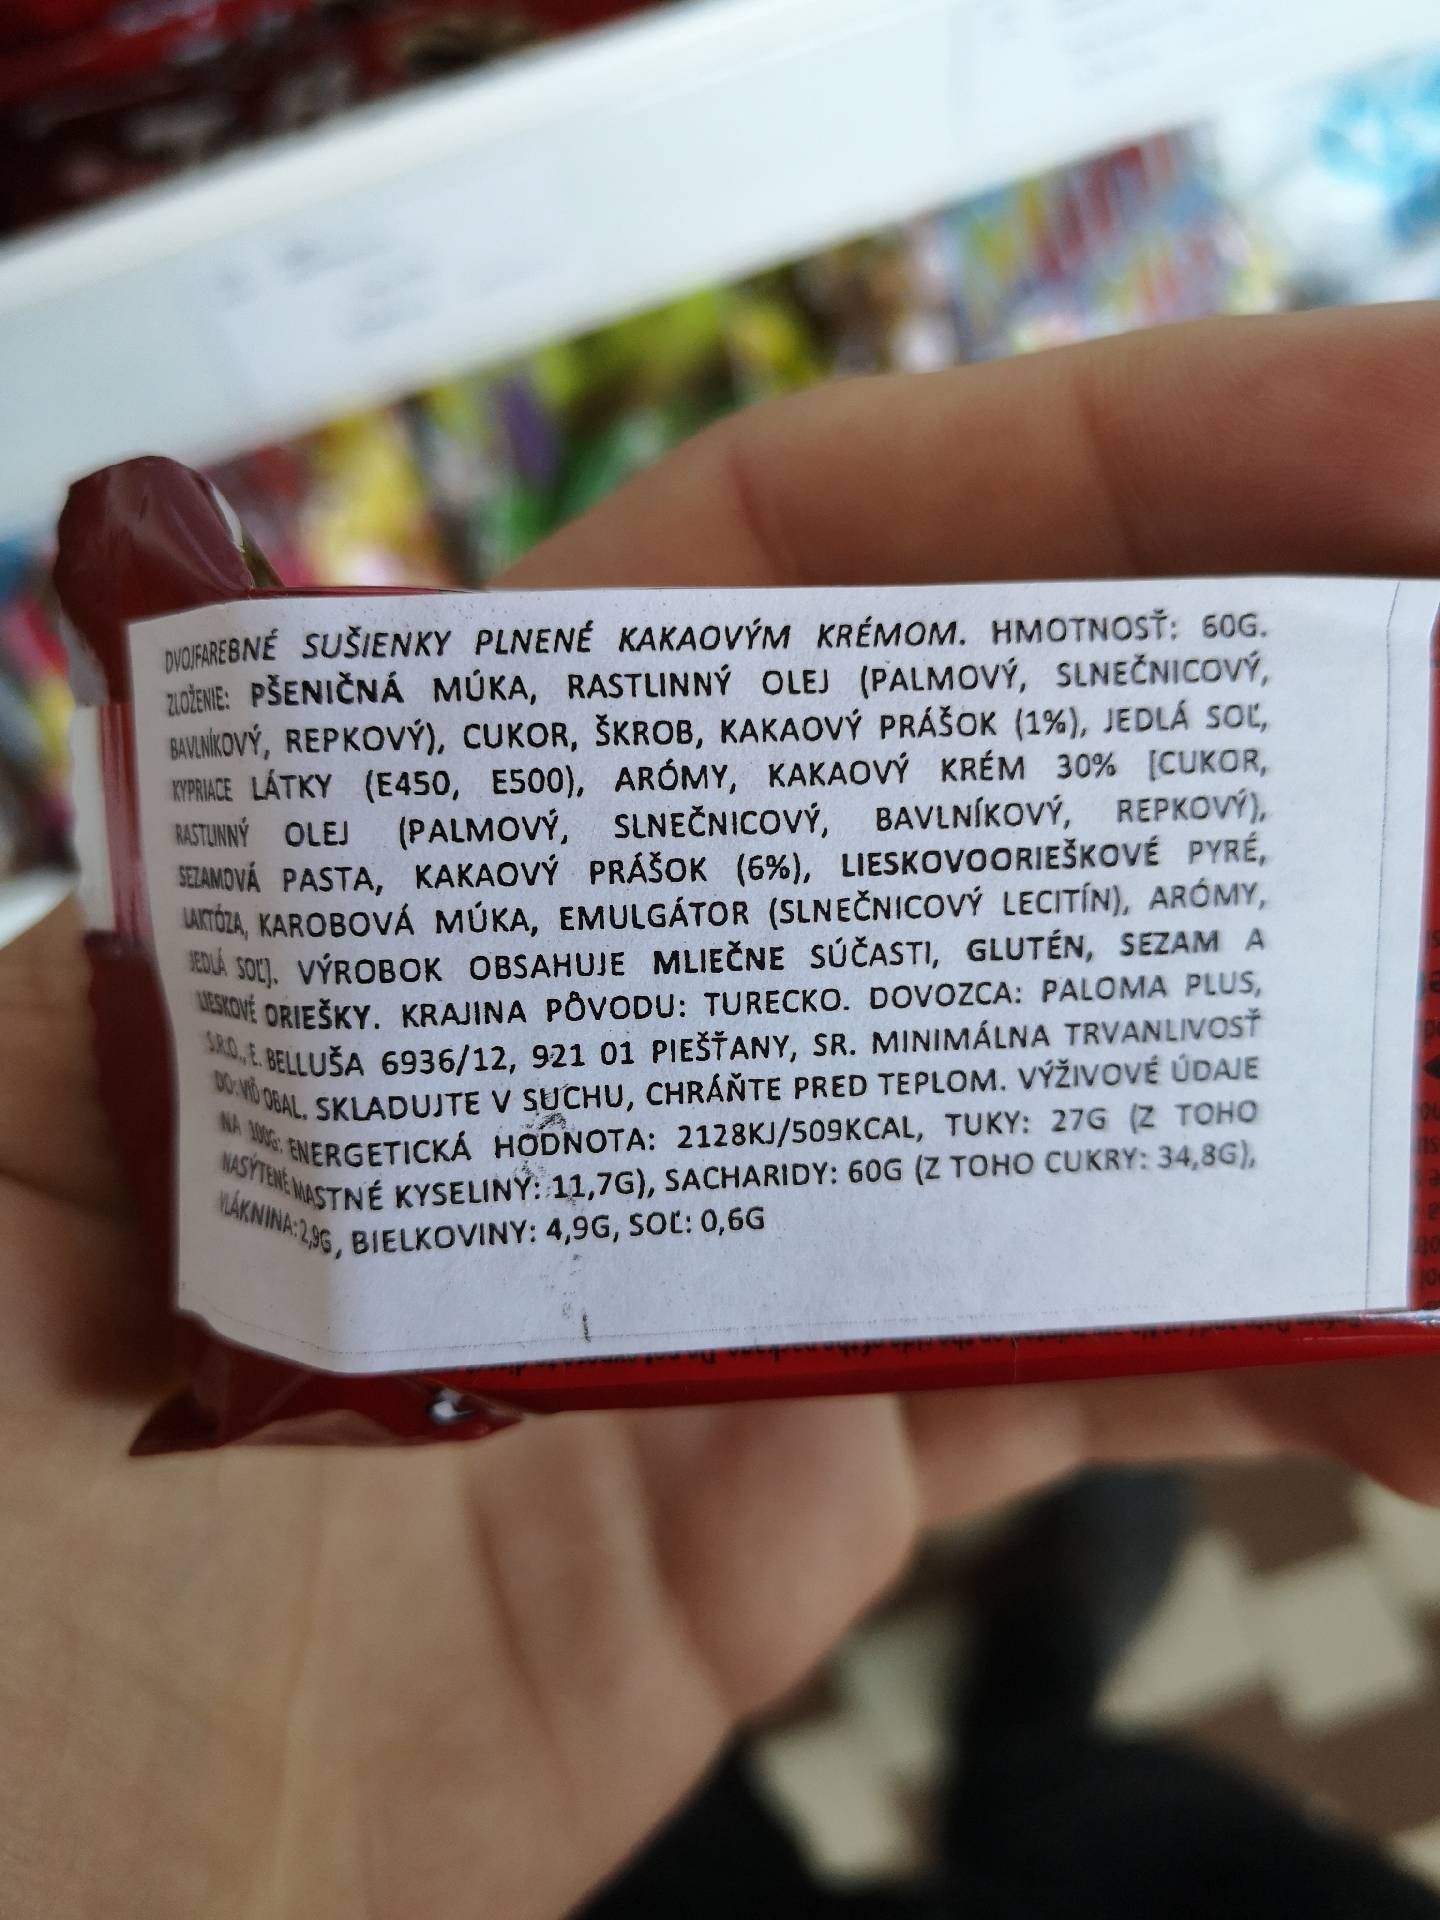 DVOJFAREBNÉ SUŠIENKY PLNENÉ KAKAOVÝM KRÉMOM. HMOTNOSŤ: 60G.
ZLOŽENIE: PŠENIČNÁ MÚKA, RASTLINNÝ OLEJ (PALMOVÝ, SLNEČNICOVÝ,
BAVLNÍKOVÝ, REPKOVÝ), CUKOR, ŠKROB, KAKAOVÝ PRÁŠOK (1%), JEDLÁ SOĽ,
KYPRIACE LÁTKY (E450, E500), ARÓMY, KAKAOVÝ KRÉM 30% [CUKOR,
RASTLINNÝ OLEJ (PALMOVÝ, SLNEČNICOVÝ, BAVLNÍKOVÝ, REPKOVÝ),
SEZAMOVÁ PASTA, KAKAOVÝ PRÁŠOK (6%), LIESKOVOORIEŠKOVÉ PYRÉ,
LAKTÓZA, KAROBOVÁ MÚKA, EMULGÁTOR (SLNEČNICOVÝ LECITÍN), ARÓMY,
JEDLÁ SOĽ]. VÝROBOK OBSAHUJE MLIEČNE SÚČASTI, GLUTÉN, SEZAM A
LIESKOVÉ ORIEŠKY. KRAJINA PÔVODU: TURECKO. DOVOZCA: PALOMA PLUS,
S.R.O., E. BELLUŠA 6936/12, 921 01 PIEŠŤANY, SR. MINIMÁLNA TRVANLIVOSŤ
DO: VIĎ OBAL. SKLADUJTE V SUCHU, CHRÁŇTE PRED TEPLOM. VÝŽIVOVÉ ÚDAJE
NA 100G: ENERGETICKÁ HODNOTA: 2128KJ/509KCAL, TUKY: 27G (Z TOHO
NASÝTENÉ MASTNÉ KYSELINY: 11,7G), SACHARIDY: 60G (Z TOHO CUKRY: 34,8G),
VLÁKNINA: 2,9G, BIELKOVINY: 4,9G, SOĽ: 0,6G